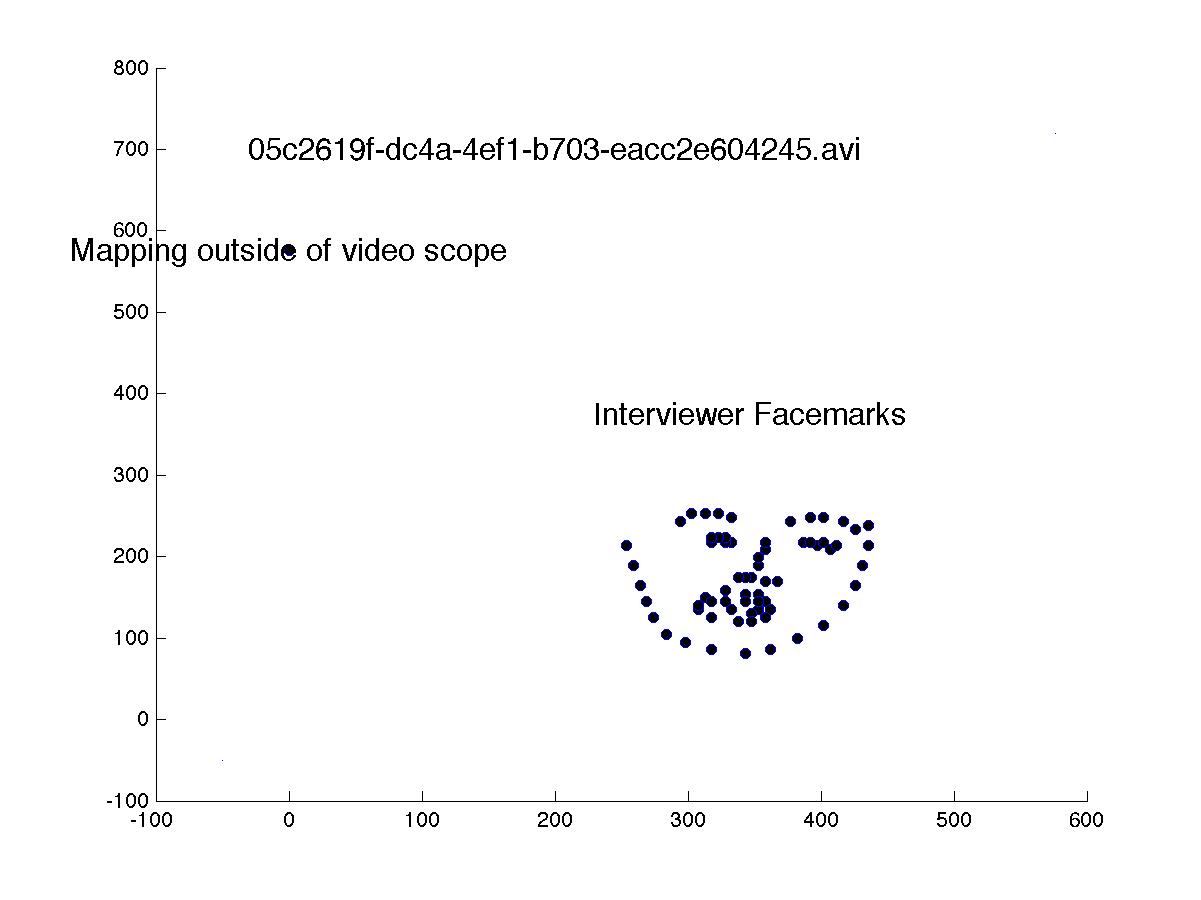 800
05c2619f-dc4a-4ef1-b703-eacc2e604245.avi
700
600
Mapping outside of video scope
500
400
Interviewer Facemarks
300
200
100
0
-100
-100 0 100 200 300 400 500 600